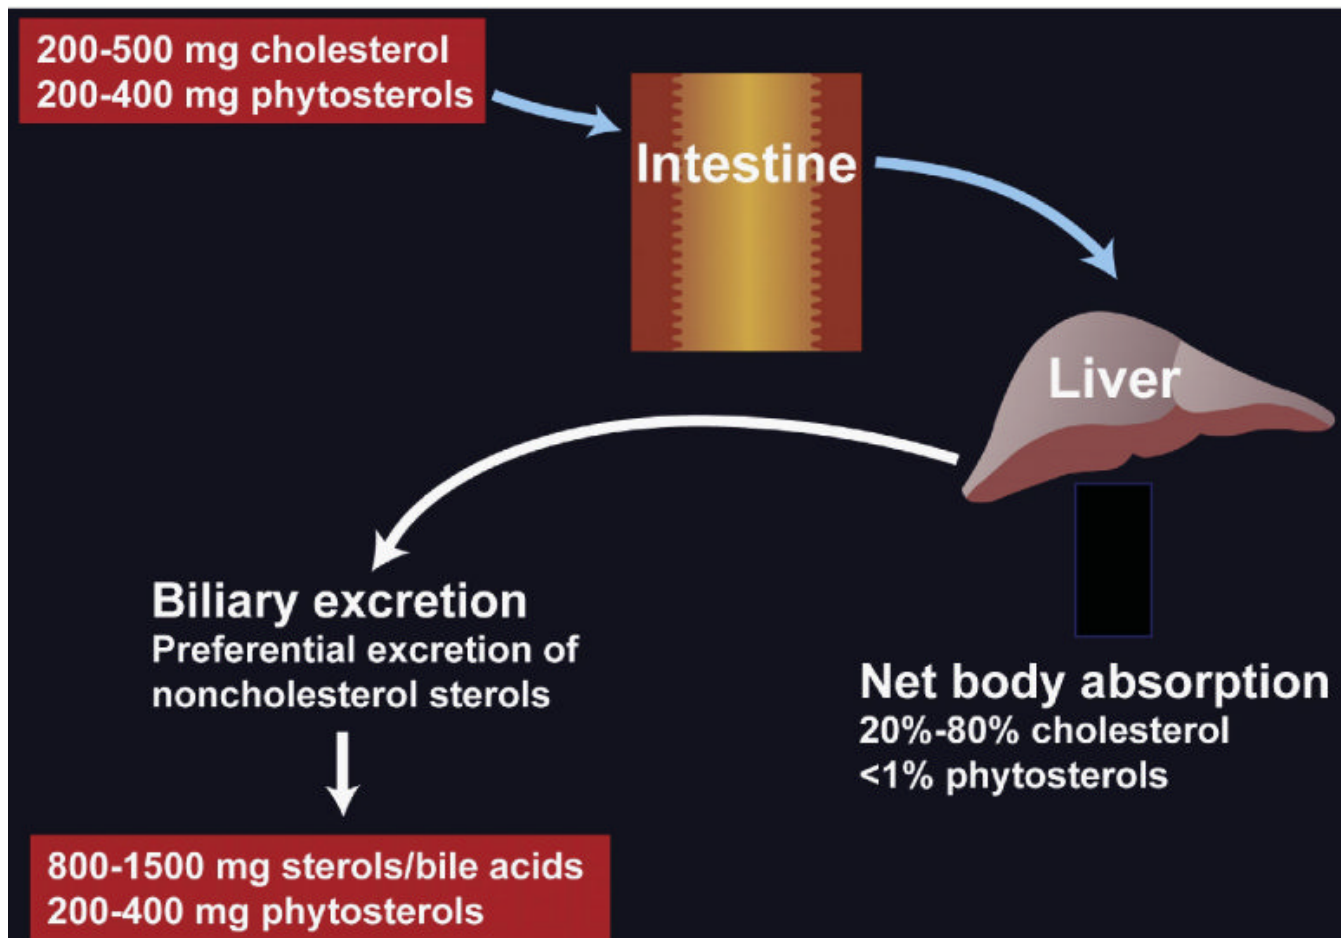 200-500 mg cholesterol
200-400 mg phytosterols
Intestine
Liver
Biliary excretion
Preferential excretion of
noncholesterol sterols
Net body absorption
20%-80% cholesterol
<1% phytosterols
800-1500 mg sterols/bile acids
200-400 mg phytosterols